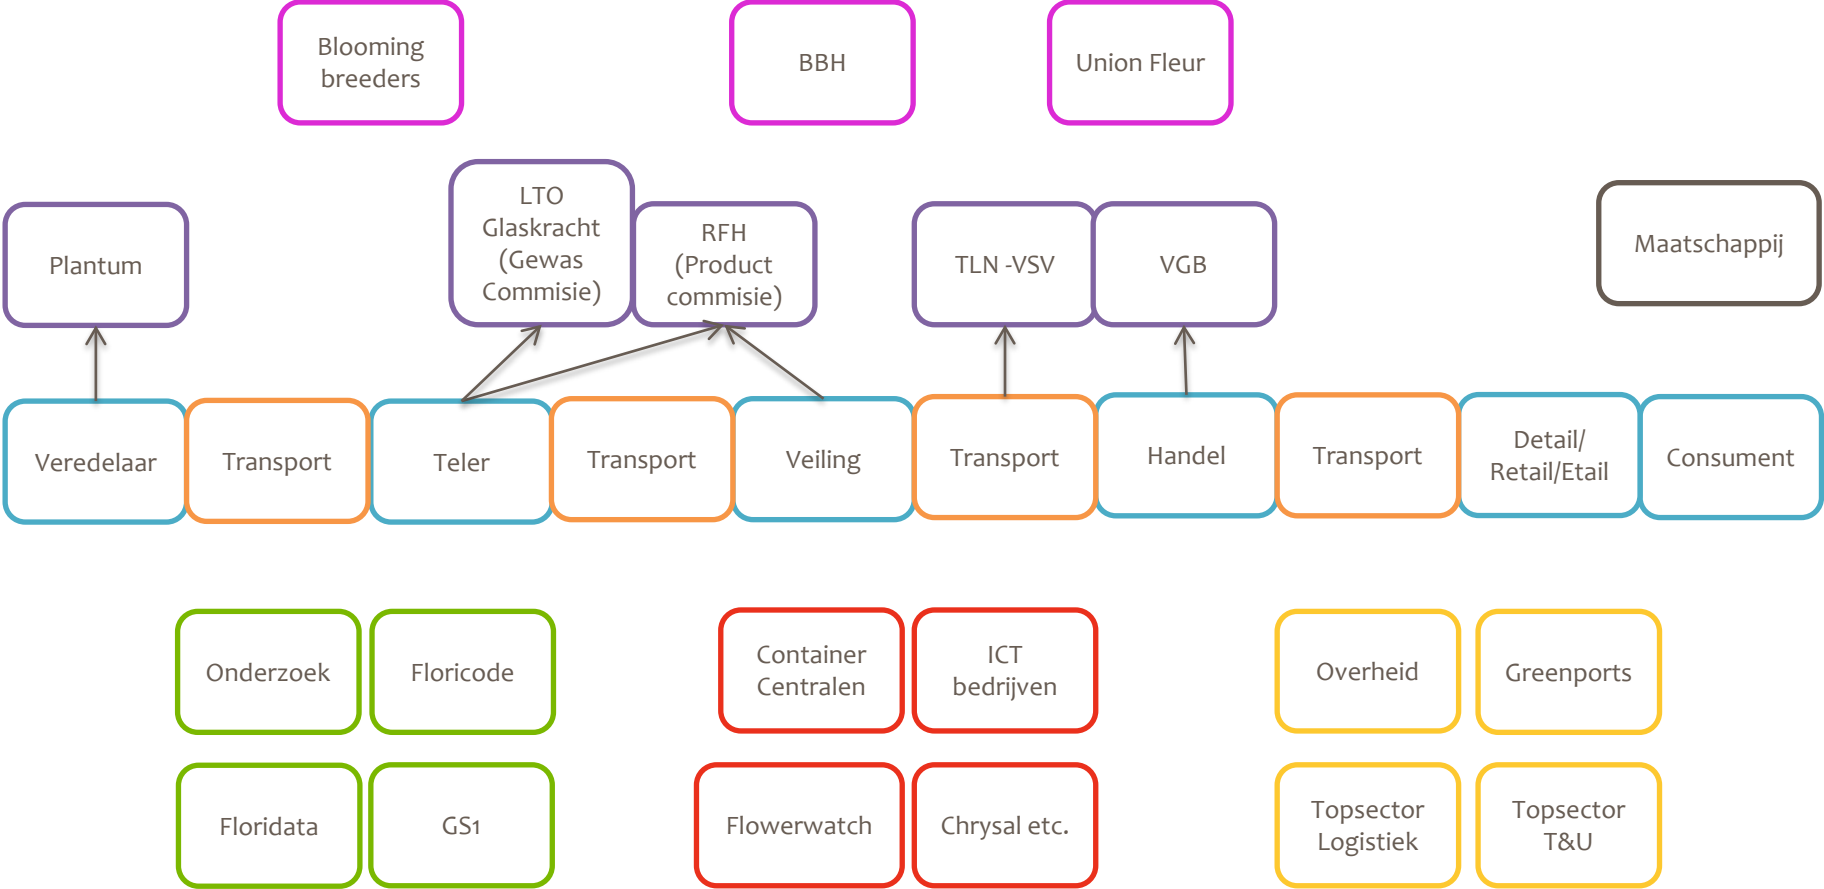 Blooming
breeders
BBH
Union Fleur
Plantum
LTO
Glaskracht
(Gewas
Commisie)
RFH
(Product
commisie)
TLN -VSV
VGB
Maatschappij
Veredelaar
Transport
Teler
Transport
Veiling
Transport
Handel
Transport
Detail/
Retail/Etail
Consument
Onderzoek
Floricode
Container
Centralen
ICT
bedrijven
Overheid
Greenports
Floridata
GS1
Flowerwatch
Chrysal etc.
Topsector
Logistiek
Topsector
T&U